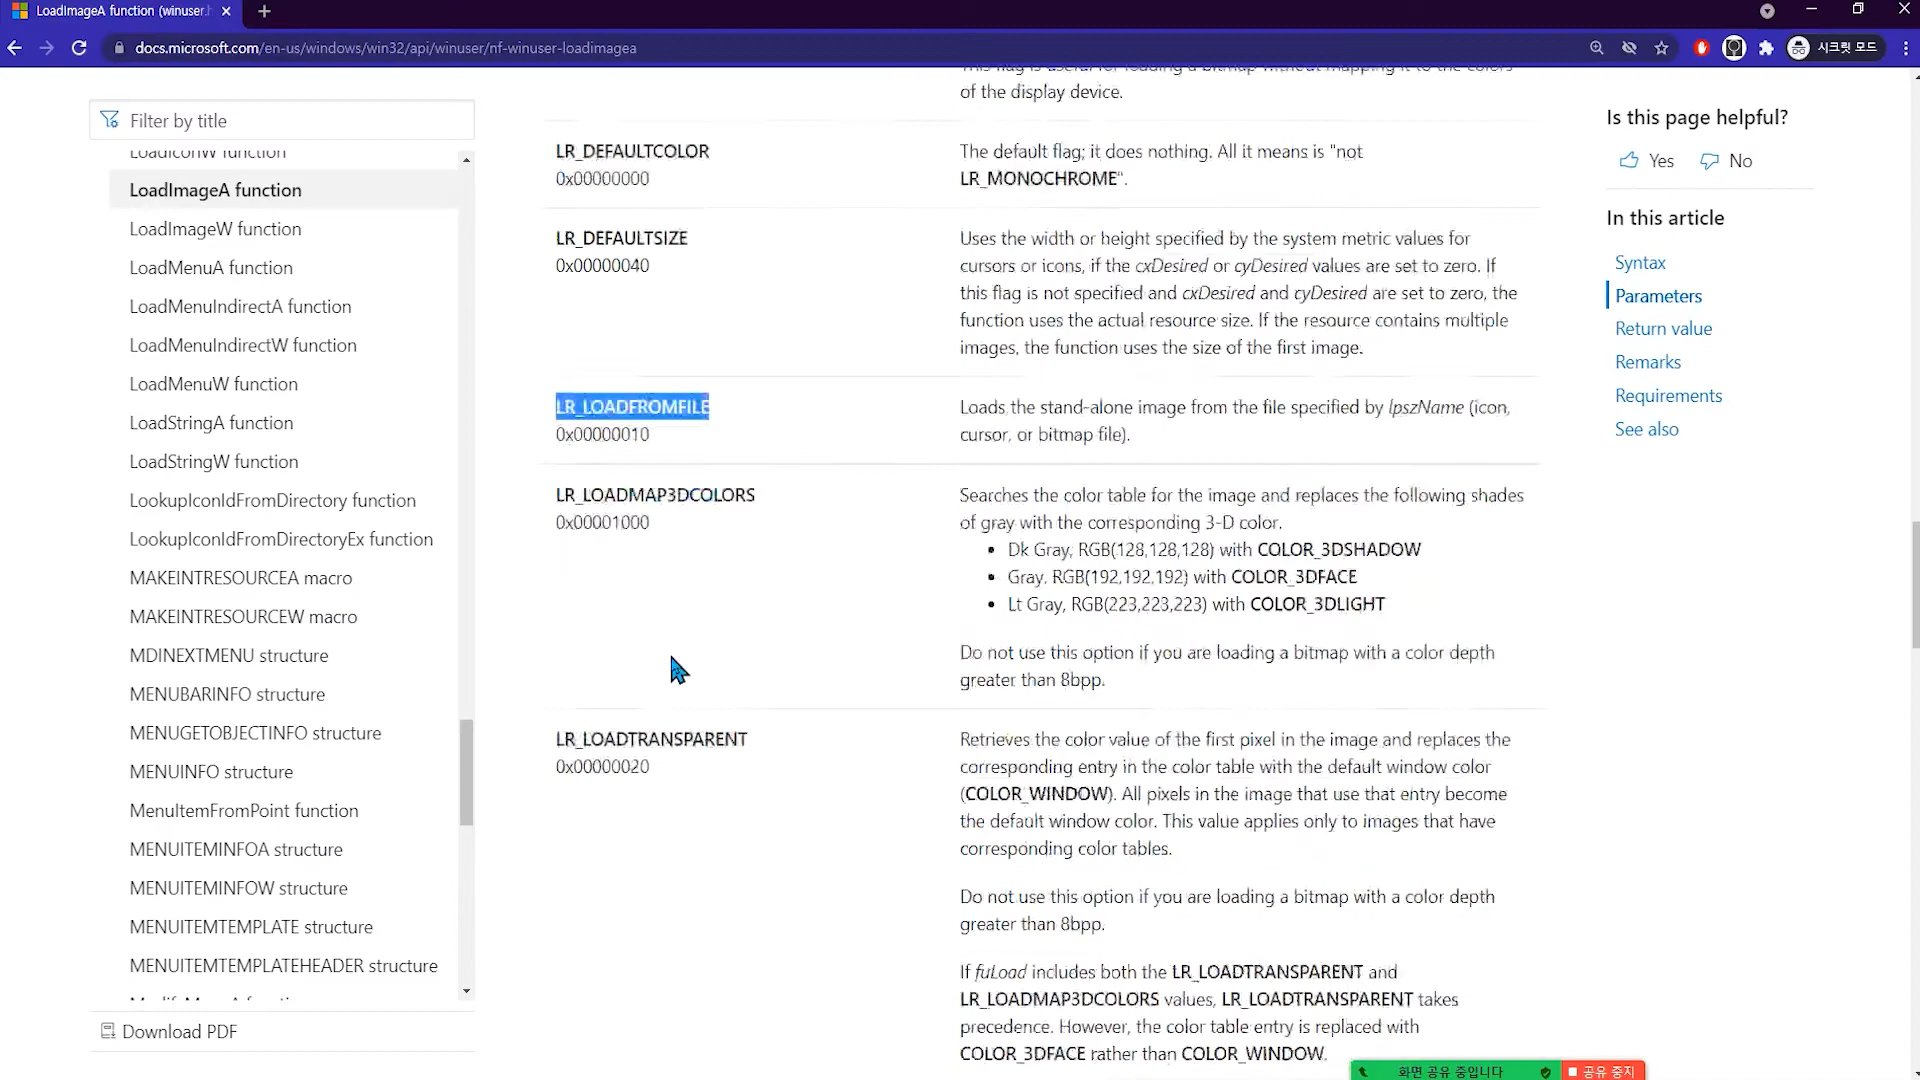 LoadImageA function (winuser.h
docs.microsoft.com/en-us/windows/win32/api/winuser/nf-winuser-loadimagea
시크릿 모드
Filter by title
LoadIconW function
LoadImageA function
LoadImageW function
LoadMenuA function
LoadMenuIndirectA function
LoadMenuIndirectW function
LoadMenuW function
LoadStringA function
LoadStringW function
LookupIconIdFromDirectory function
LookupIconIdFromDirectoryEx function
MAKEINTRESOURCEA macro
MAKEINTRESOURCEW macro
MDINEXTMENU structure
MENUBARINFO structure
MENUGETOBJECTINFO structure
MENUINFO structure
MenuItemFromPoint function
MENUITEMINFOA structure
MENUITEMINFOW structure
MENUITEMTEMPLATE structure
MENUITEMTEMPLATEHEADER structure
Download PDF
This flag is useful for loading a bitmap without mapping it to the colors
of the display device.
LR_DEFAULTCOLOR
0x00000000
The default flag; it does nothing. All it means is "not
LR_MONOCHROME".
LR_DEFAULTSIZE
0x00000040
Uses the width or height specified by the system metric values for
cursors or icons, if the cxDesired or cyDesired values are set to zero. If
this flag is not specified and cxDesired and cyDesired are set to zero, the
function uses the actual resource size. If the resource contains multiple
images, the function uses the size of the first image.
LR_LOADFROMFILE
0x00000010
Loads the stand-alone image from the file specified by lpszName (icon,
cursor, or bitmap file).
LR_LOADMAP3DCOLORS
0x00001000
Searches the color table for the image and replaces the following shades
of gray with the corresponding 3-D color.
• Dk Gray, RGB(128,128,128) with COLOR_3DSHADOW
• Gray, RGB(192,192,192) with COLOR_3DFACE
• Lt Gray, RGB(223,223,223) with COLOR_3DLIGHT
Do not use this option if you are loading a bitmap with a color depth
greater than 8bpp.
LR_LOADTRANSPARENT
0x00000020
Retrieves the color value of the first pixel in the image and replaces the
corresponding entry in the color table with the default window color
(COLOR_WINDOW). All pixels in the image that use that entry become
the default window color. This value applies only to images that have
corresponding color tables.
Do not use this option if you are loading a bitmap with a color depth
greater than 8bpp.
If fuLoad includes both the LR_LOADTRANSPARENT and
LR_LOADMAP3DCOLORS values, LR_LOADTRANSPARENT takes
precedence. However, the color table entry is replaced with
COLOR_3DFACE rather than COLOR_WINDOW.
Is this page helpful?
Yes No
In this article
Syntax
Parameters
Return value
Remarks
Requirements
See also
화면 공유 중입니다
공유 중지